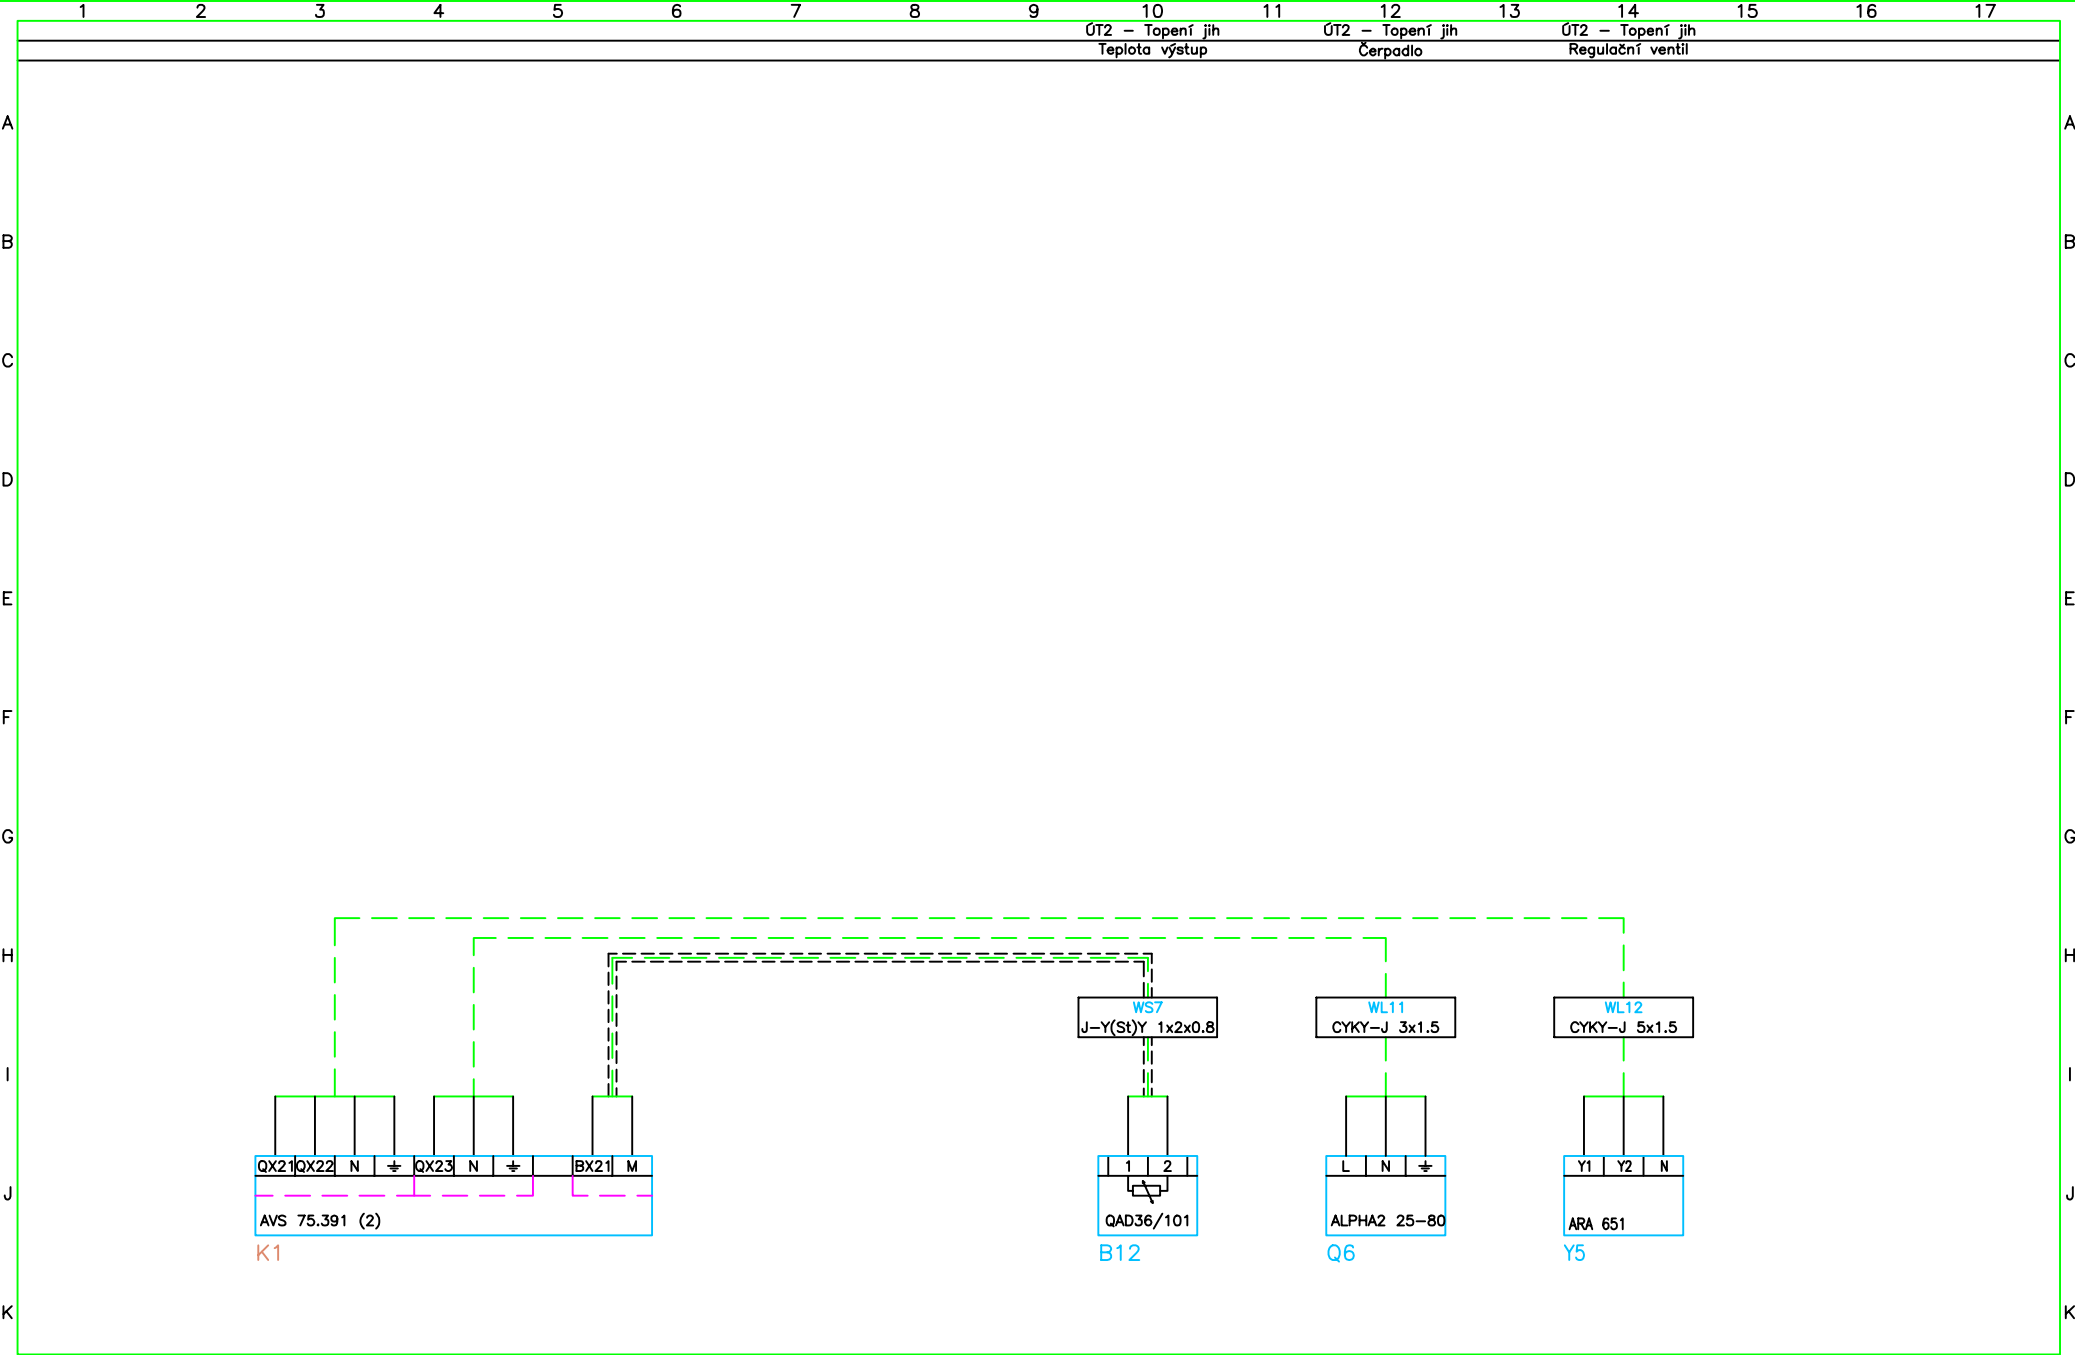 1 2 3 4 5 6 7 8 9 10 11 12 13 14 15 16 17
ÚT2 – Topení jih ÚT2 – Topení jih ÚT2 – Topení jih
Teplota výstup Čerpadlo Regulační ventil
A A
B B
C C
D D
E E
F F
G G
H H
WS7 WL11 WL12
J–Y(St)Y 1x2x0.8 CYKY–J 3x1.5 CYKY–J 5x1.5
I I
QX21 QX22 N QX23 N BX21 M 1 2 L N Y1 Y2 N
J J
AVS 75.391 (2) QAD36/101 ALPHA2 25–80 ARA 651
K1 B12 Q6 Y5
K K